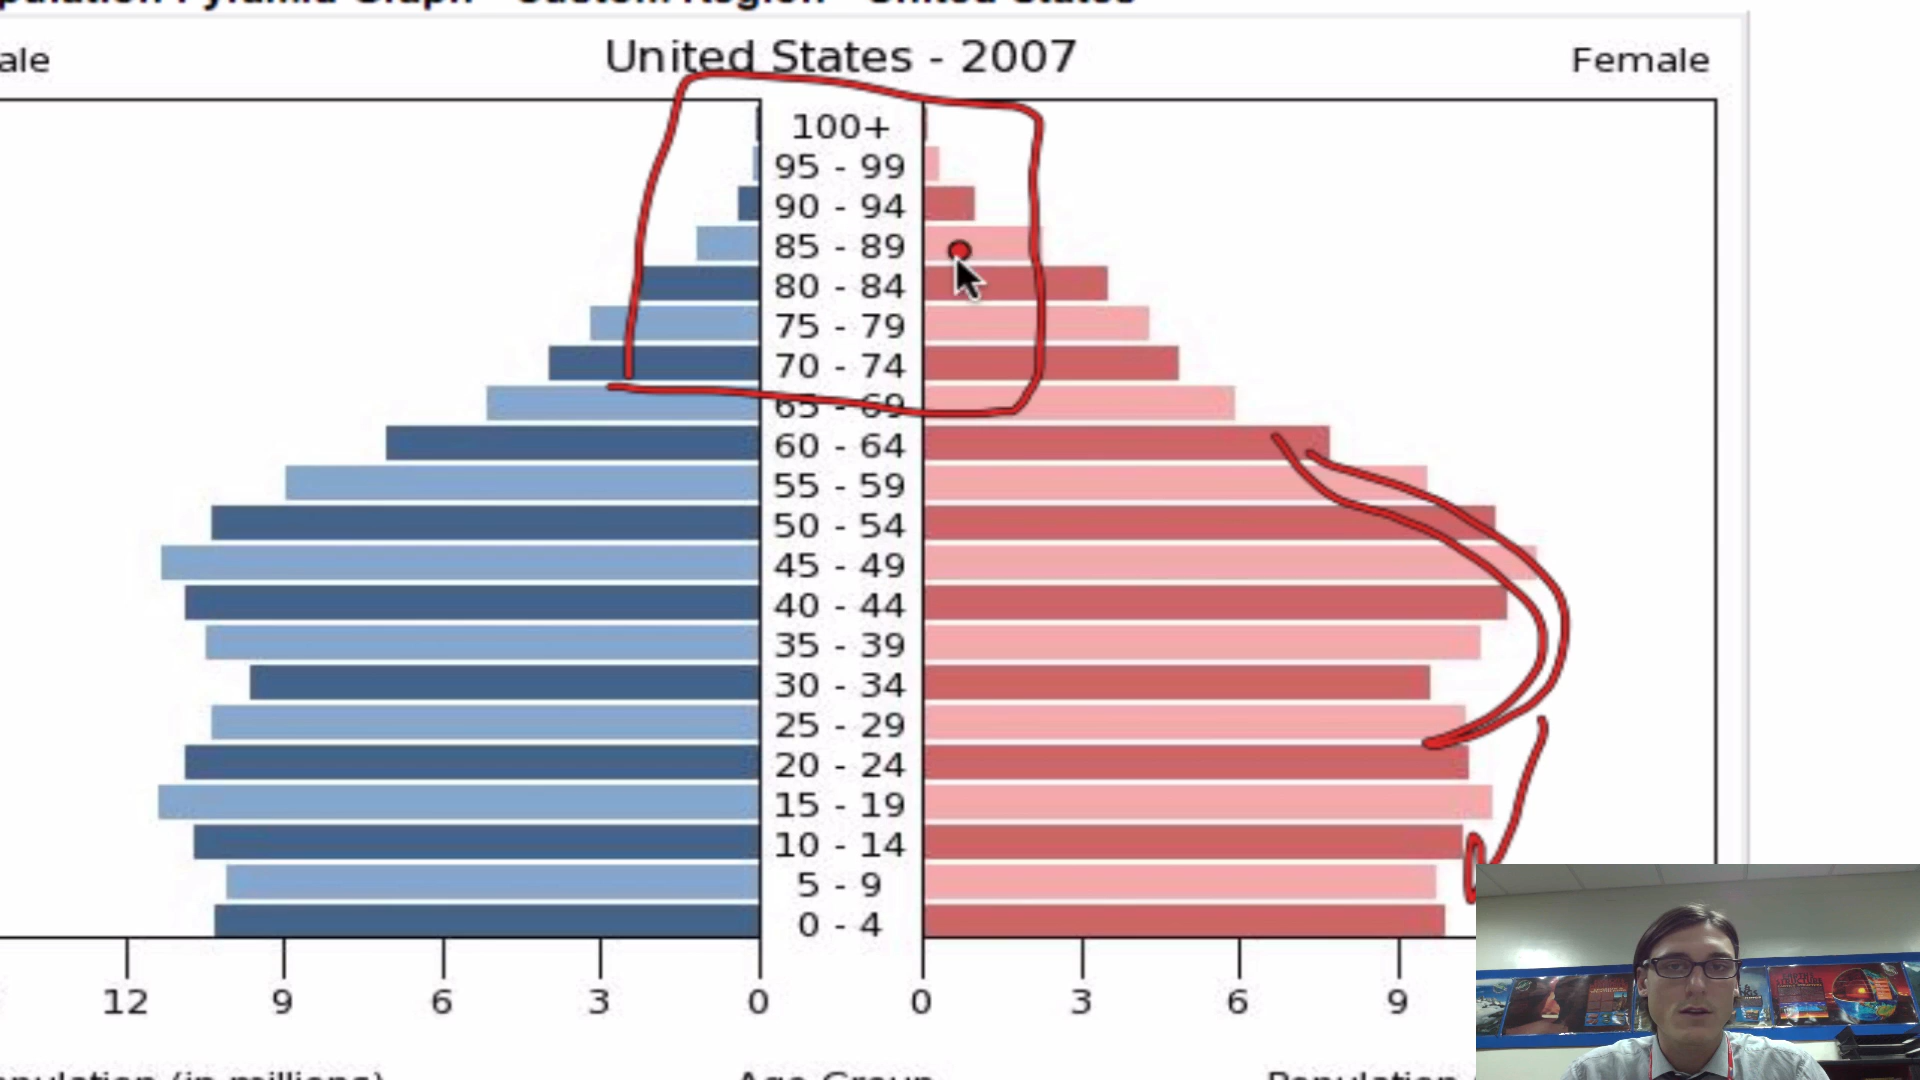 Population Pyramid Graph - Custom Region - United States
ale
United States - 2007
Female
100+
95 - 99
90 - 94
85 - 89
80 - 84
75 - 79
70 - 74
65 - 69
60 - 64
55 - 59
50 - 54
45 - 49
40 - 44
35 - 39
30 - 34
25 - 29
20 - 24
15 - 19
10 - 14
5 - 9
0 - 4
12 9 6 3 0 0 3 6 9
opulation (in millions) Age Group Population